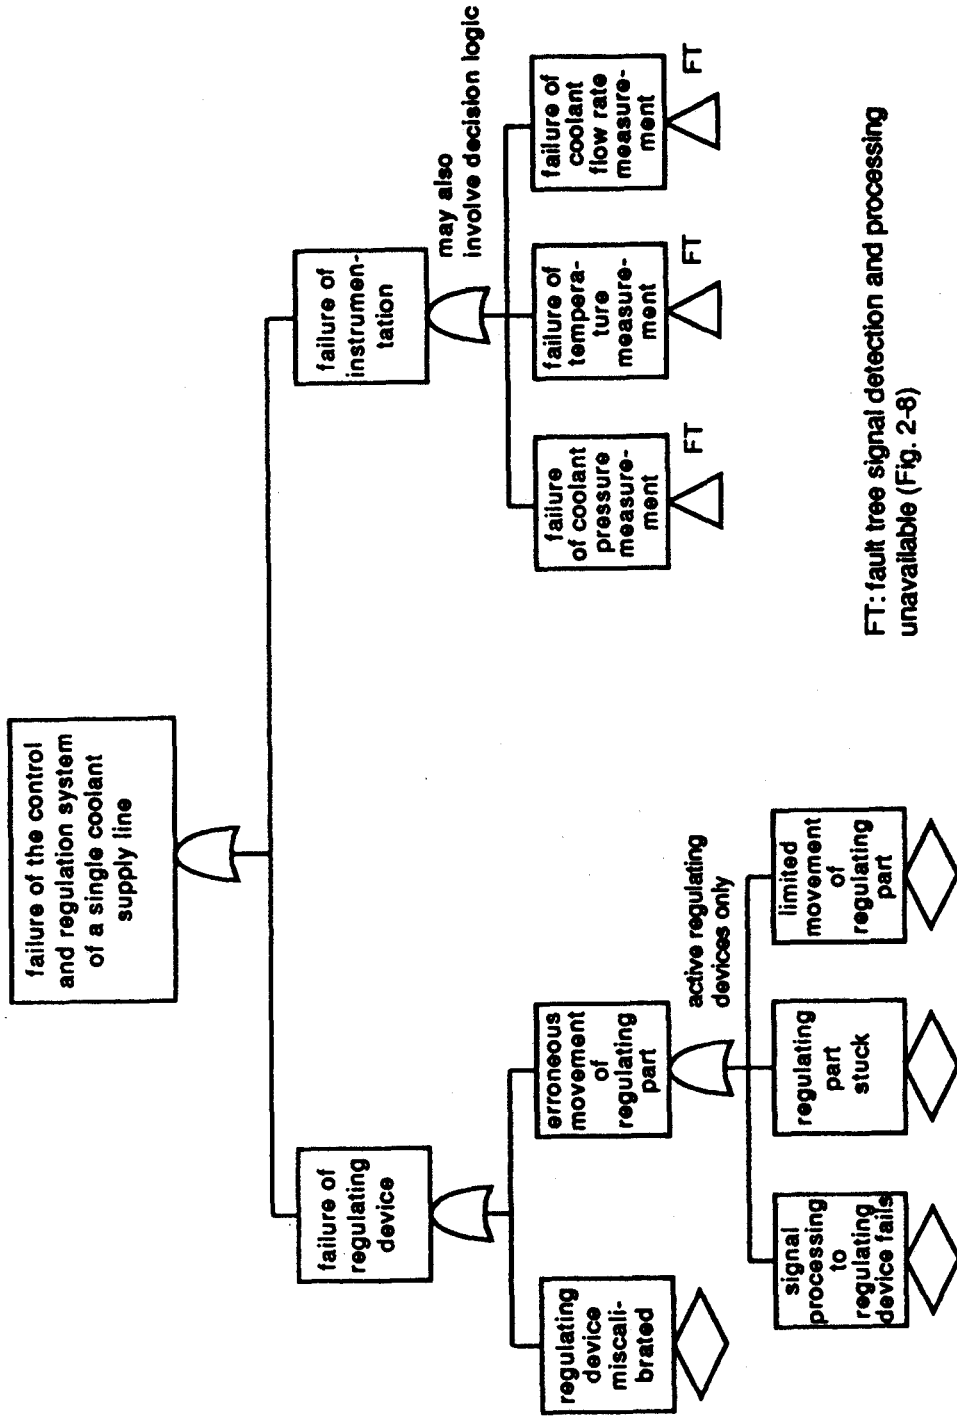 failure of the control
and regulation system
of a single coolant
supply line
failure of
regulating
device
failure of
instrumen-
tation
may also
involve decision logic
regulating
device
miscali-
brated
erroneous
movement
of
regulating
part
active regulating
devices only
failure
of coolant
pressure
measure-
ment
FT
failure of
tempera-
ture
measure-
ment
FT
failure of
coolant
flow rate
measure-
ment
FT
signal
processing
to
regulating
device fails
regulating
part
stuck
limited
movement
of
regulating
part
FT: fault tree signal detection and processing
unavailable (Fig. 2-8)